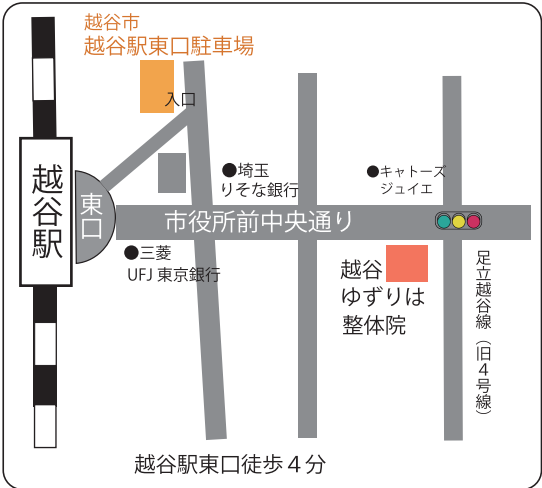 越谷市
越谷駅東口駐車場
入口
●埼玉
りそな銀行
●キャトーズ
ジュイエ
越谷駅
東口
市役所前中央通り
●三菱
UFJ 東京銀行
越谷
ゆずりは
整体院
足立越谷線（旧４号線）
越谷駅東口徒歩４分